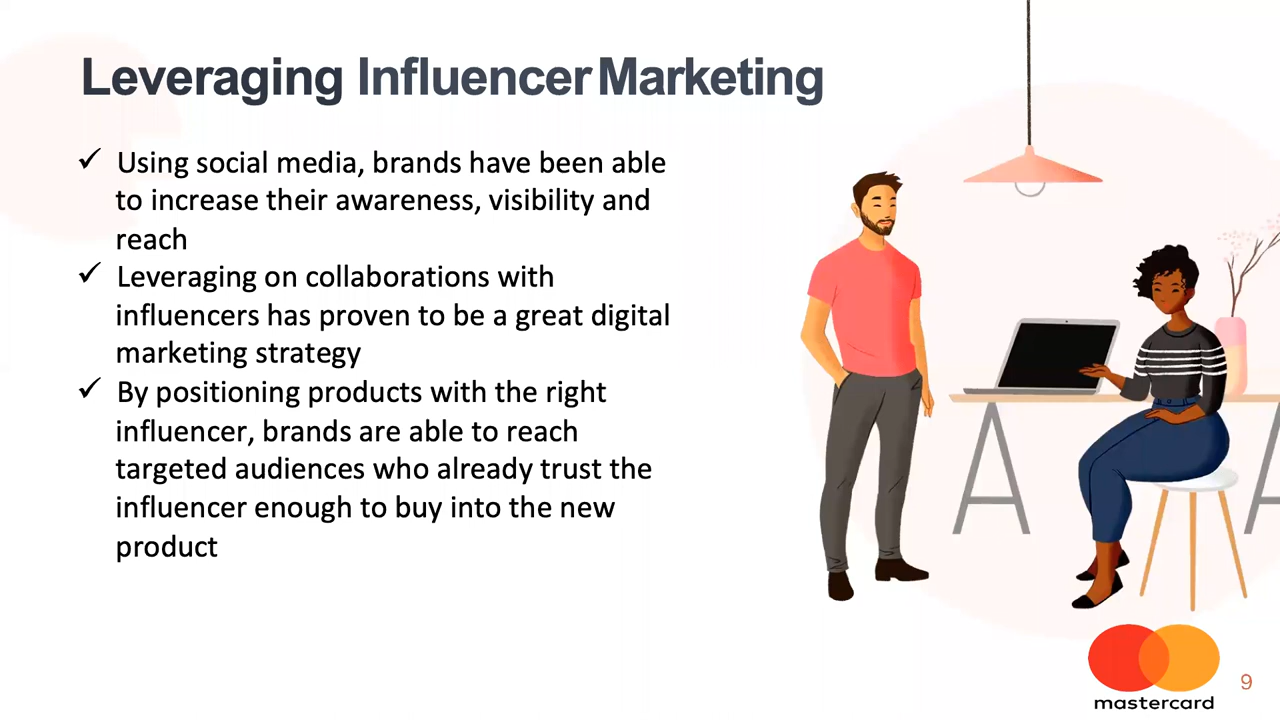 Leveraging Influencer Marketing
✓ Using social media, brands have been able
to increase their awareness, visibility and
reach
✓ Leveraging on collaborations with
influencers has proven to be a great digital
marketing strategy
✓ By positioning products with the right
influencer, brands are able to reach
targeted audiences who already trust the
influencer enough to buy into the new
product
mastercard
9